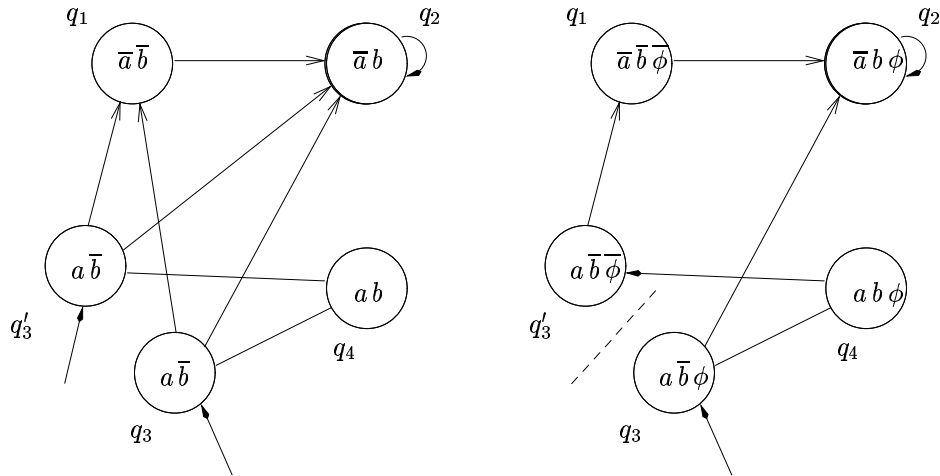 q₁ q₂ q₁ q₂
a̅ b̅ a̅ b a̅ b̅ ϕ̅ a̅ b ϕ
a b̅ a b a b̅ ϕ̅ a b ϕ
q₃′ q₄ q₃′ q₄
a b̅ a b̅ ϕ
q₃ q₃